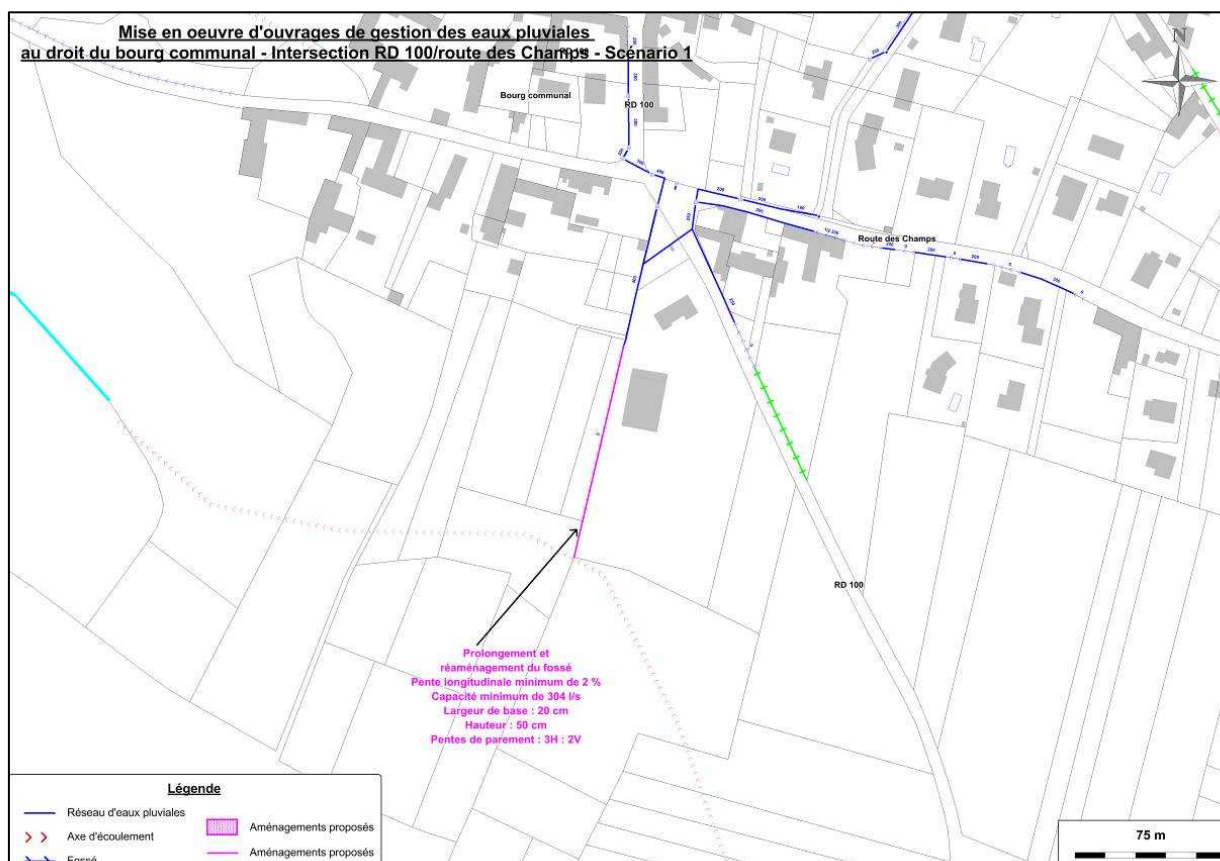 Mise en oeuvre d'ouvrages de gestion des eaux pluviales
au droit du bourg communal - Intersection RD 100/route des Champs - Scénario 1
N
Bourg communal
RD 100
Route des Champs
RD 100
Prolongement et
réaménagement du fossé
Pente longitudinale minimum de 2 %
Capacité minimum de 304 l/s
Largeur de base : 20 cm
Hauteur : 50 cm
Pentes de parement : 3H : 2V
Légende
Réseau d'eaux pluviales
Axe d'écoulement
Fossé
Aménagements proposés
Aménagements proposés
75 m